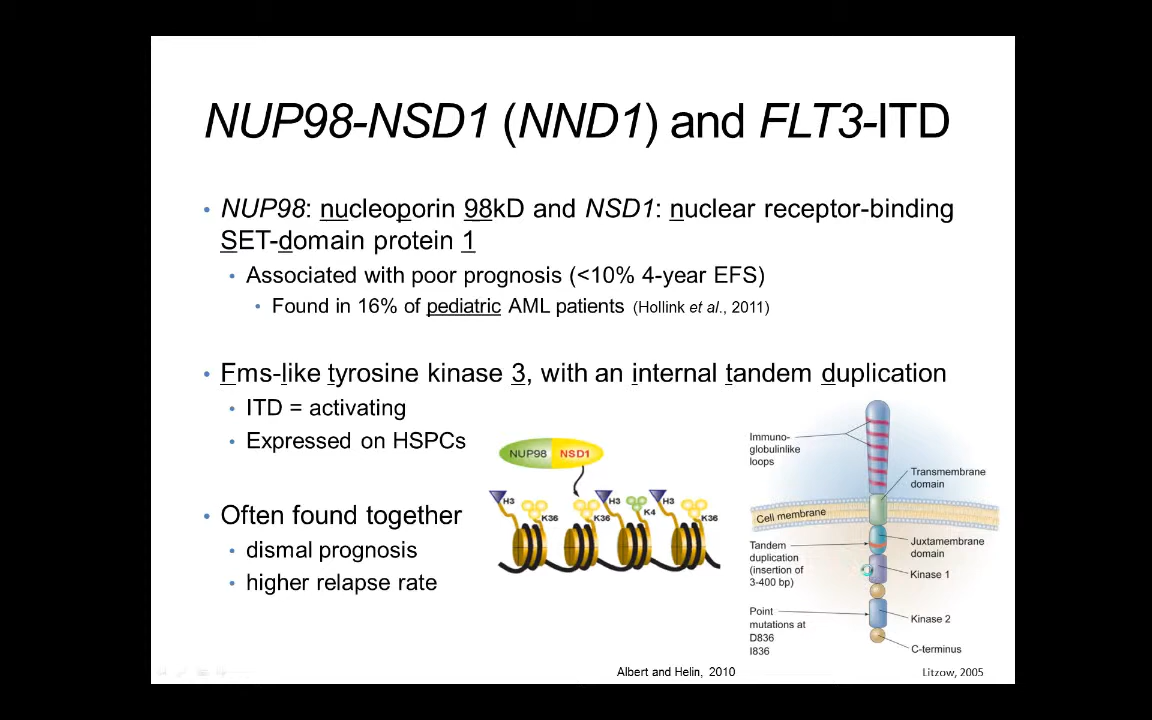 NUP98-NSD1 (NND1) and FLT3-ITD
• NUP98: nucleoporin 98kD and NSD1: nuclear receptor-binding
SET-domain protein 1
• Associated with poor prognosis (<10% 4-year EFS)
• Found in 16% of pediatric AML patients (Hollink et al., 2011)
• Fms-like tyrosine kinase 3, with an internal tandem duplication
• ITD = activating
• Expressed on HSPCs
• Often found together
• dismal prognosis
• higher relapse rate
NUP98 NSD1
H3 K36 K36 H3 K4 H3 K36
Albert and Helin, 2010
Immuno-
globulinlike
loops
Transmembrane
domain
Cell membrane
Tandem
duplication
(insertion of
3-400 bp)
Juxtamembrane
domain
Kinase 1
Point
mutations at
D836
I836
Kinase 2
C-terminus
Litzow, 2005